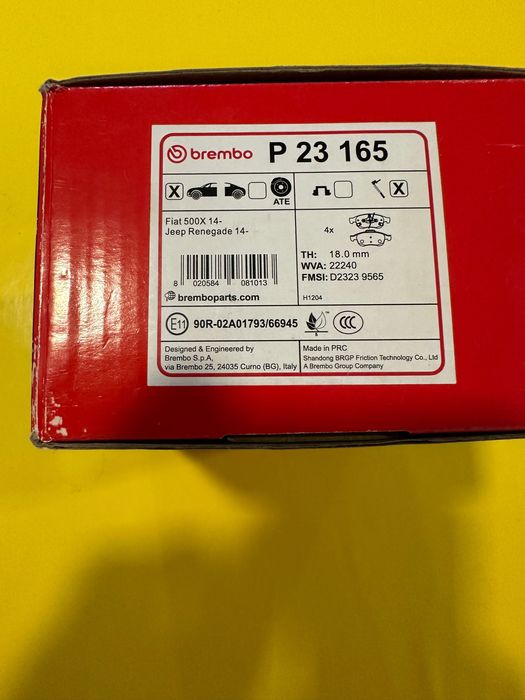 brembo P 23 165
X
X
ATE
Fiat 500X 14-
Jeep Renegade 14-
4x
TH: 18.0 mm
WVA: 22240
FMSI: D2323 9565
8 020584 081013
bremboparts.com
H1204
E11 90R-02A01793/66945
CCC
Designed & Engineered by
Brembo S.p.A,
via Brembo 25, 24035 Curno (BG), Italy
Made in PRC
Shandong BRGP Friction Technology Co., Ltd
A Brembo Group Company